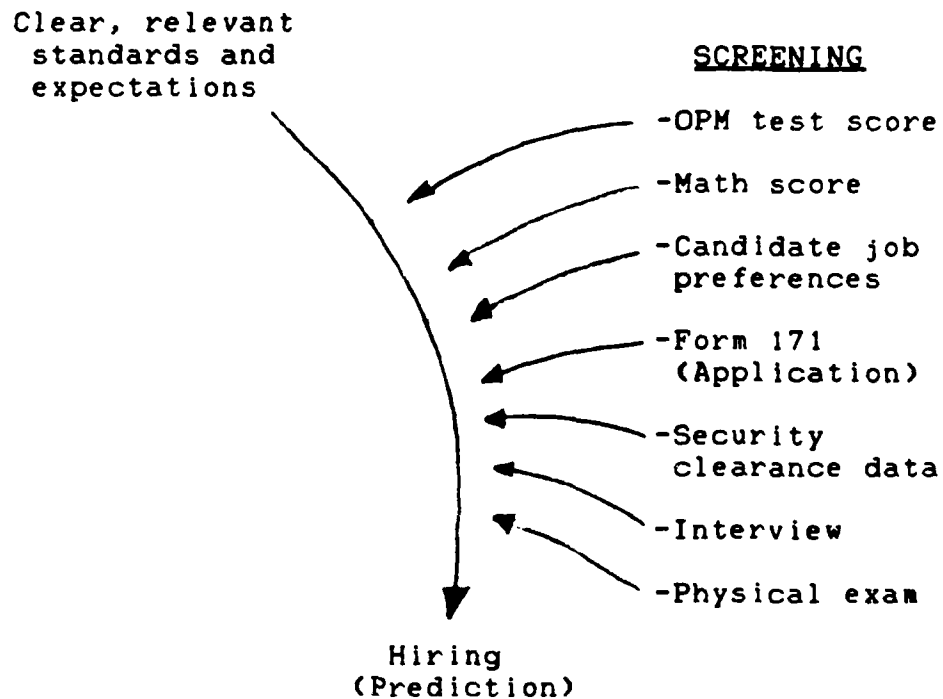 Clear, relevant
standards and
expectations
SCREENING
-OPM test score
-Math score
-Candidate job
preferences
-Form 171
(Application)
-Security
clearance data
-Interview
-Physical exam
Hiring
(Prediction)